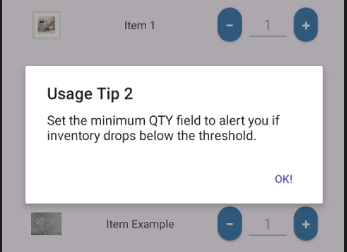 Item 1 - 1 +
Usage Tip 2
Set the minimum QTY field to alert you if
inventory drops below the threshold.
OK!
Item Example - 1 +